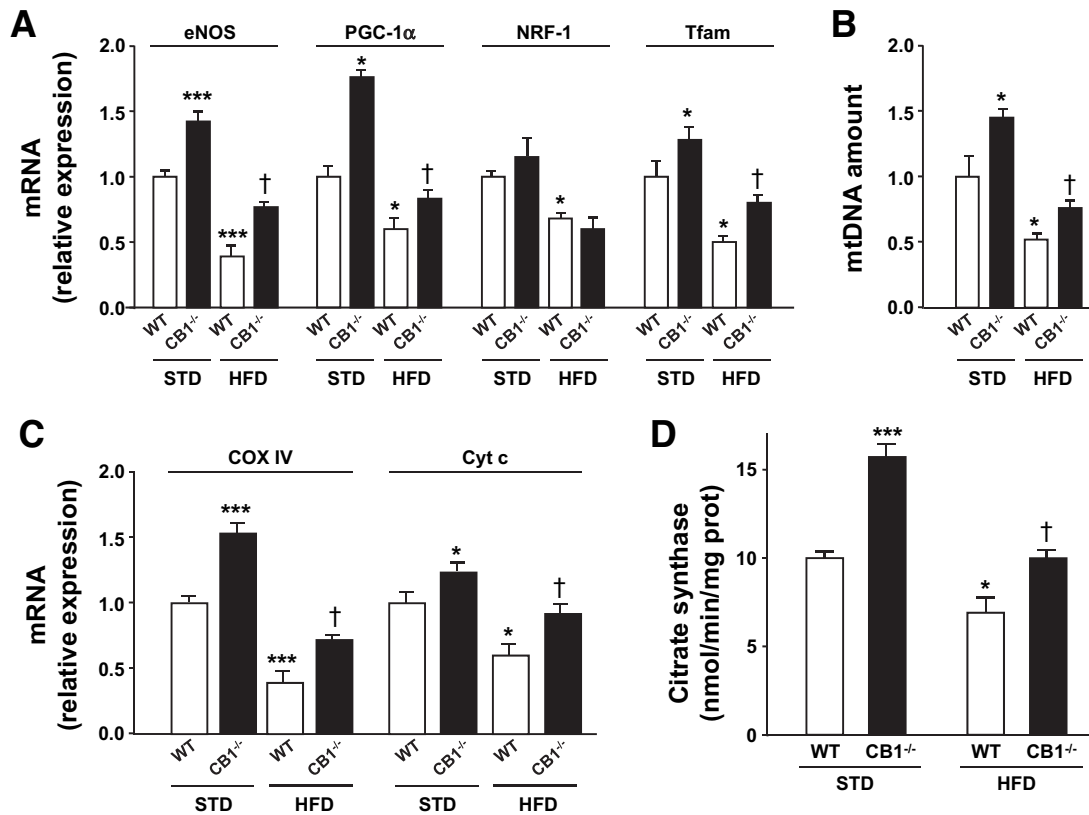 A
eNOS PGC-1α NRF-1 Tfam
mRNA
(relative expression)
2.0
1.5
1.0
0.5
0.0
*** * * *** † * † * * †
WT CB1-/- WT CB1-/- WT CB1-/- WT CB1-/- WT CB1-/- WT CB1-/- WT CB1-/- WT CB1-/-
STD HFD STD HFD STD HFD STD HFD
B
mtDNA amount
2.0
1.5
1.0
0.5
0.0
* * †
WT CB1-/- WT CB1-/-
STD HFD
C
COX IV Cyt c
mRNA
(relative expression)
2.0
1.5
1.0
0.5
0.0
*** *** † * * †
WT CB1-/- WT CB1-/- WT CB1-/- WT CB1-/-
STD HFD STD HFD
D
Citrate synthase
(nmol/min/mg prot)
15
10
5
0
*** * †
WT CB1-/- WT CB1-/-
STD HFD